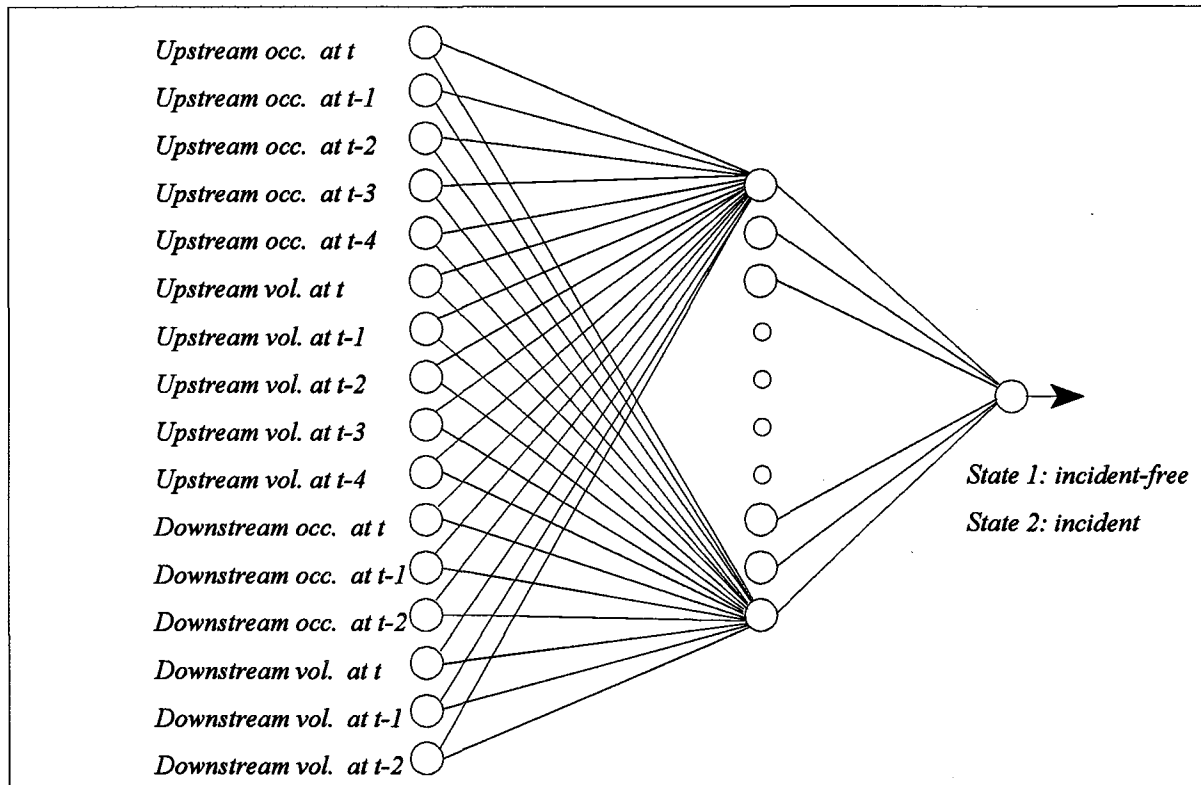 Upstream occ. at t
Upstream occ. at t-1
Upstream occ. at t-2
Upstream occ. at t-3
Upstream occ. at t-4
Upstream vol. at t
Upstream vol. at t-1
Upstream vol. at t-2
Upstream vol. at t-3
Upstream vol. at t-4
Downstream occ. at t
Downstream occ. at t-1
Downstream occ. at t-2
Downstream vol. at t
Downstream vol. at t-1
Downstream vol. at t-2
State 1: incident-free
State 2: incident